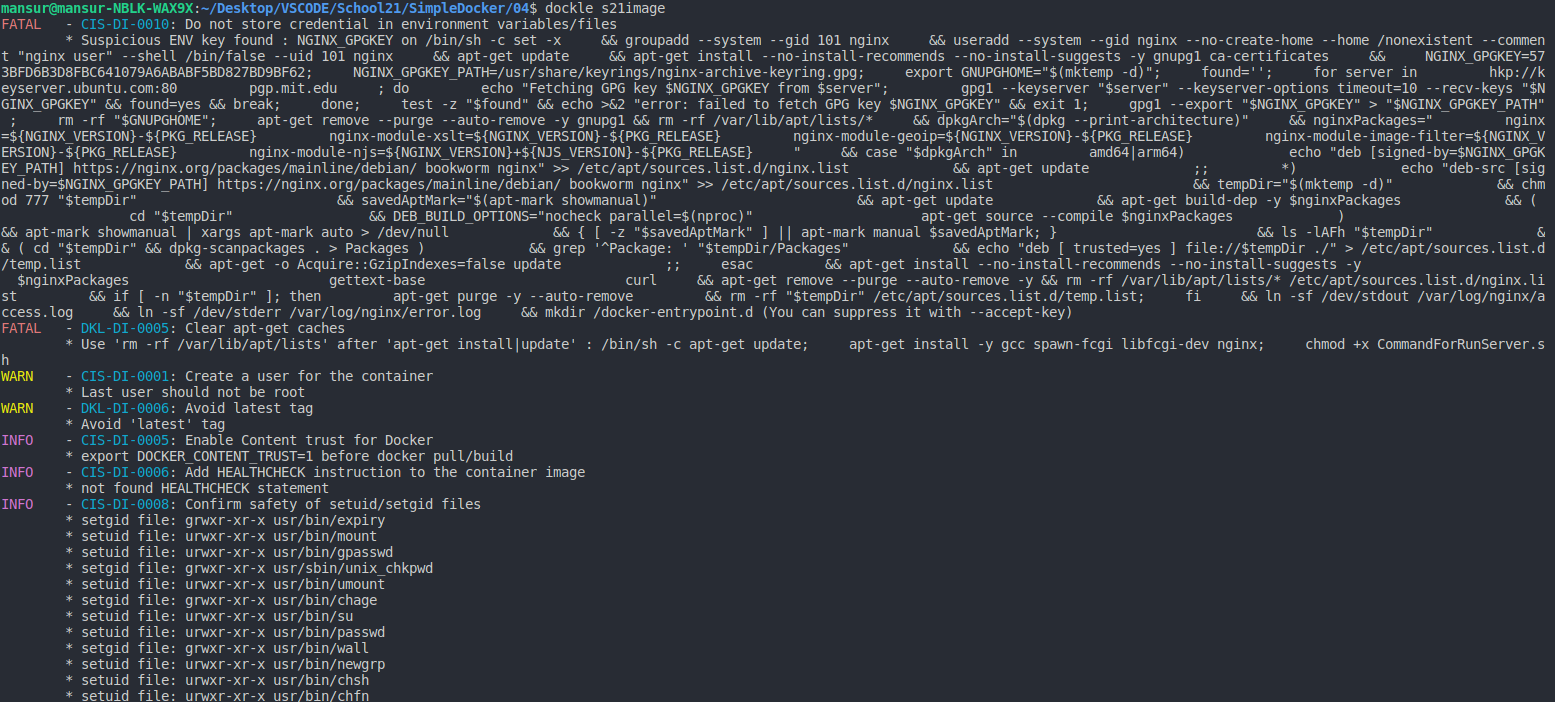 mansur@mansur-NBLK-WAX9X:~/Desktop/VSCODE/School21/SimpleDocker/04$ dockle s21image
FATAL   - CIS-DI-0010: Do not store credential in environment variables/files
        * Suspicious ENV key found : NGINX_GPGKEY on /bin/sh -c set -x     && groupadd --system --gid 101 nginx     && useradd --system --gid nginx --no-create-home --home /nonexistent --commen
t "nginx user" --shell /bin/false --uid 101 nginx     && apt-get update     && apt-get install --no-install-recommends --no-install-suggests -y gnupg1 ca-certificates     &&     NGINX_GPGKEY=57
3BFD6B3D8FBC641079A6ABABF5BD827BD9BF62;     NGINX_GPGKEY_PATH=/usr/share/keyrings/nginx-archive-keyring.gpg;     export GNUPGHOME="$(mktemp -d)";     found='';     for server in         hkp://k
eyserver.ubuntu.com:80         pgp.mit.edu     ; do         echo "Fetching GPG key $NGINX_GPGKEY from $server";         gpg1 --keyserver "$server" --keyserver-options timeout=10 --recv-keys "$N
GINX_GPGKEY" && found=yes && break;     done;     test -z "$found" && echo >&2 "error: failed to fetch GPG key $NGINX_GPGKEY" && exit 1;     gpg1 --export "$NGINX_GPGKEY" > "$NGINX_GPGKEY_PATH"
 ;     rm -rf "$GNUPGHOME";     apt-get remove --purge --auto-remove -y gnupg1 && rm -rf /var/lib/apt/lists/*     && dpkgArch="$(dpkg --print-architecture)"     && nginxPackages="         nginx
=${NGINX_VERSION}-${PKG_RELEASE}         nginx-module-xslt=${NGINX_VERSION}-${PKG_RELEASE}         nginx-module-geoip=${NGINX_VERSION}-${PKG_RELEASE}         nginx-module-image-filter=${NGINX_V
ERSION}-${PKG_RELEASE}         nginx-module-njs=${NGINX_VERSION}+${NJS_VERSION}-${PKG_RELEASE}     "     && case "$dpkgArch" in         amd64|arm64)             echo "deb [signed-by=$NGINX_GPGK
EY_PATH] https://nginx.org/packages/mainline/debian/ bookworm nginx" >> /etc/apt/sources.list.d/nginx.list             && apt-get update             ;;         *)             echo "deb-src [sig
ned-by=$NGINX_GPGKEY_PATH] https://nginx.org/packages/mainline/debian/ bookworm nginx" >> /etc/apt/sources.list.d/nginx.list                         && tempDir="$(mktemp -d)"             && chm
od 777 "$tempDir"                         && savedAptMark="$(apt-mark showmanual)"                         && apt-get update             && apt-get build-dep -y $nginxPackages             && (
                cd "$tempDir"                 && DEB_BUILD_OPTIONS="nocheck parallel=$(nproc)"                     apt-get source --compile $nginxPackages             )
&& apt-mark showmanual | xargs apt-mark auto > /dev/null             && { [ -z "$savedAptMark" ] || apt-mark manual $savedAptMark; }                         && ls -lAFh "$tempDir"             &
& ( cd "$tempDir" && dpkg-scanpackages . > Packages )             && grep '^Package: ' "$tempDir/Packages"             && echo "deb [ trusted=yes ] file://$tempDir ./" > /etc/apt/sources.list.d
/temp.list             && apt-get -o Acquire::GzipIndexes=false update             ;;     esac         && apt-get install --no-install-recommends --no-install-suggests -y
  $nginxPackages                         gettext-base                         curl     && apt-get remove --purge --auto-remove -y && rm -rf /var/lib/apt/lists/* /etc/apt/sources.list.d/nginx.li
st         && if [ -n "$tempDir" ]; then         apt-get purge -y --auto-remove         && rm -rf "$tempDir" /etc/apt/sources.list.d/temp.list;     fi     && ln -sf /dev/stdout /var/log/nginx/a
ccess.log     && ln -sf /dev/stderr /var/log/nginx/error.log     && mkdir /docker-entrypoint.d (You can suppress it with --accept-key)
FATAL   - DKL-DI-0005: Clear apt-get caches
        * Use 'rm -rf /var/lib/apt/lists' after 'apt-get install|update' : /bin/sh -c apt-get update;     apt-get install -y gcc spawn-fcgi libfcgi-dev nginx;     chmod +x CommandForRunServer.s
h
WARN    - CIS-DI-0001: Create a user for the container
        * Last user should not be root
WARN    - DKL-DI-0006: Avoid latest tag
        * Avoid 'latest' tag
INFO    - CIS-DI-0005: Enable Content trust for Docker
        * export DOCKER_CONTENT_TRUST=1 before docker pull/build
INFO    - CIS-DI-0006: Add HEALTHCHECK instruction to the container image
        * not found HEALTHCHECK statement
INFO    - CIS-DI-0008: Confirm safety of setuid/setgid files
        * setgid file: grwxr-xr-x usr/bin/expiry
        * setuid file: urwxr-xr-x usr/bin/mount
        * setuid file: urwxr-xr-x usr/bin/gpasswd
        * setgid file: grwxr-xr-x usr/sbin/unix_chkpwd
        * setuid file: urwxr-xr-x usr/bin/umount
        * setgid file: grwxr-xr-x usr/bin/chage
        * setuid file: urwxr-xr-x usr/bin/su
        * setuid file: urwxr-xr-x usr/bin/passwd
        * setgid file: grwxr-xr-x usr/bin/wall
        * setuid file: urwxr-xr-x usr/bin/newgrp
        * setuid file: urwxr-xr-x usr/bin/chsh
        * setuid file: urwxr-xr-x usr/bin/chfn